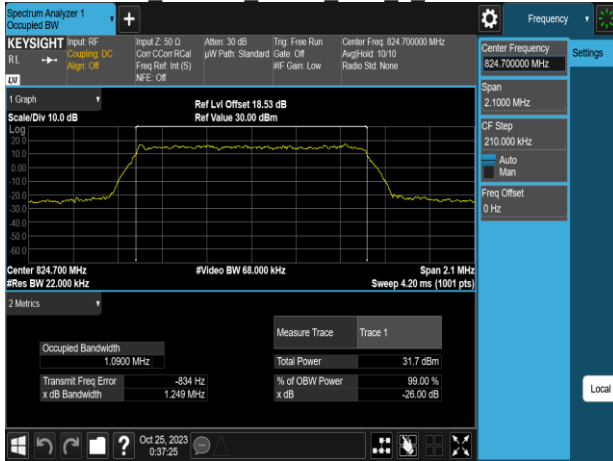 Spectrum Analyzer 1
Occupied BW
+
Frequency
KEYSIGHT
RL
LXI
Input: RF
Coupling: DC
Align: Off
Input Z: 50 Ω
Corr CCorr RCal
Freq Ref: Int (S)
NFE: Off
Atten: 30 dB
µW Path: Standard
Trig: Free Run
Gate: Off
#IF Gain: Low
Center Freq: 824.700000 MHz
Avg|Hold: 10/10
Radio Std: None
Center Frequency
824.700000 MHz
Settings
Span
2.1000 MHz
CF Step
210.000 kHz
Auto
Man
Freq Offset
0 Hz
Local
1 Graph
Scale/Div 10.0 dB
Ref Lvl Offset 18.53 dB
Ref Value 30.00 dBm
Log
20.0
10.0
0.00
-10.0
-20.0
-30.0
-40.0
-50.0
-60.0
Center 824.700 MHz
#Res BW 22.000 kHz
#Video BW 68.000 kHz
Span 2.1 MHz
Sweep 4.20 ms (1001 pts)
2 Metrics
Measure Trace
Trace 1
Occupied Bandwidth
1.0900 MHz
Total Power
31.7 dBm
Transmit Freq Error
-834 Hz
% of OBW Power
99.00 %
x dB Bandwidth
1.249 MHz
x dB
-26.00 dB
?
Oct 25, 2023
0:37:25